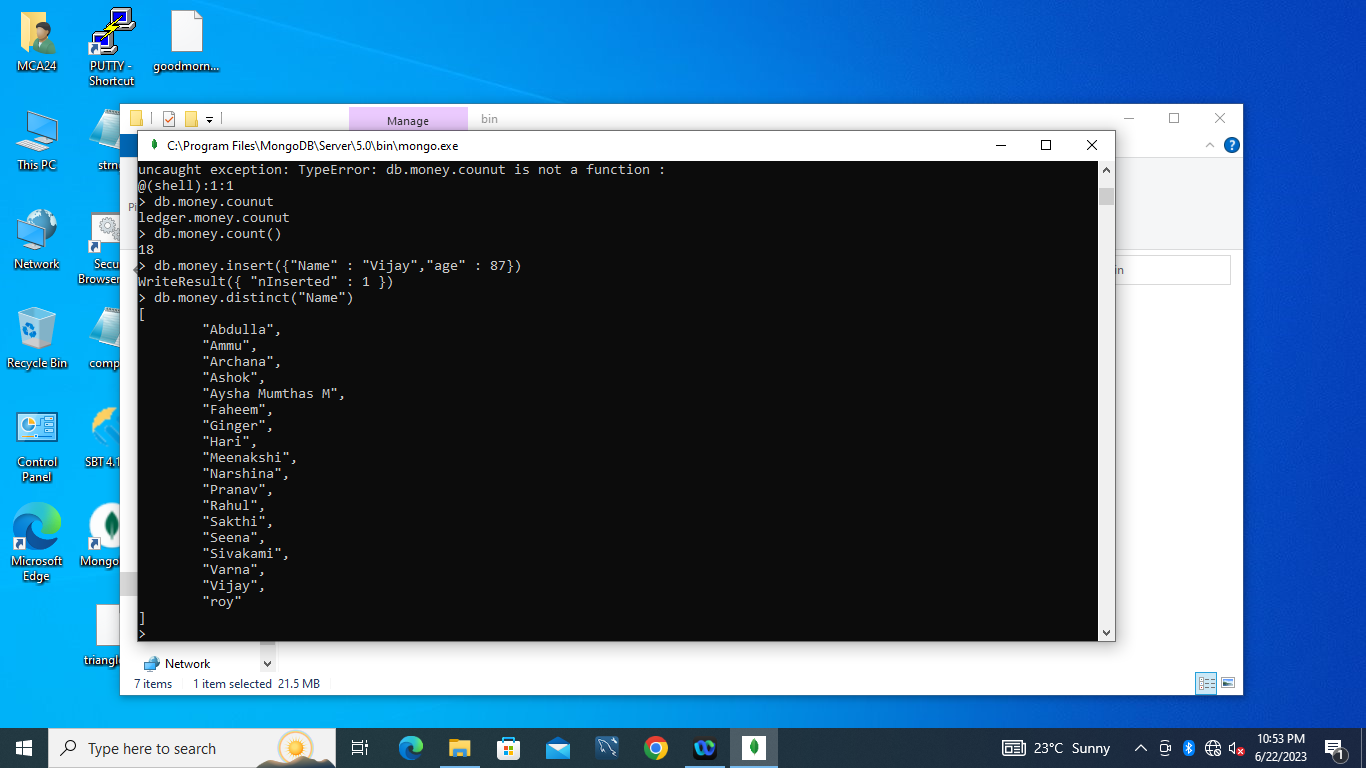 MCA24
PUTTY -
Shortcut
goodmorn...
This PC
strng
Network
Secu
Browser
Recycle Bin
comp
Control
Panel
SBT 4.1
Microsoft
Edge
Mongo
triangl
Manage
bin
C:\Program Files\MongoDB\Server\5.0\bin\mongo.exe
uncaught exception: TypeError: db.money.counut is not a function :
@(shell):1:1
> db.money.counut
ledger.money.counut
> db.money.count()
18
> db.money.insert({"Name" : "Vijay","age" : 87})
WriteResult({ "nInserted" : 1 })
> db.money.distinct("Name")
[
"Abdulla",
"Ammu",
"Archana",
"Ashok",
"Aysha Mumthas M",
"Faheem",
"Ginger",
"Hari",
"Meenakshi",
"Narshina",
"Pranav",
"Rahul",
"Sakthi",
"Seena",
"Sivakami",
"Varna",
"Vijay",
"roy"
]
>
Network
7 items
1 item selected 21.5 MB
Type here to search
23°C Sunny
10:53 PM
6/22/2023
1